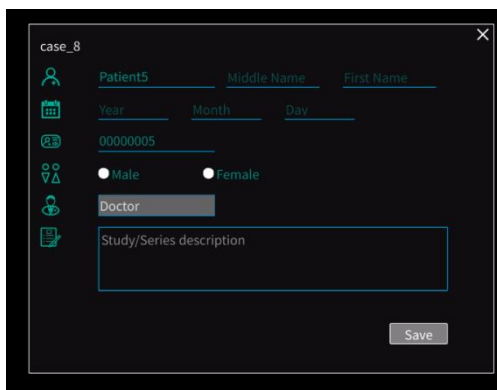 case_8
Patient5 Middle Name First Name
Year Month Day
00000005
Male Female
Doctor
Study/Series description
Save